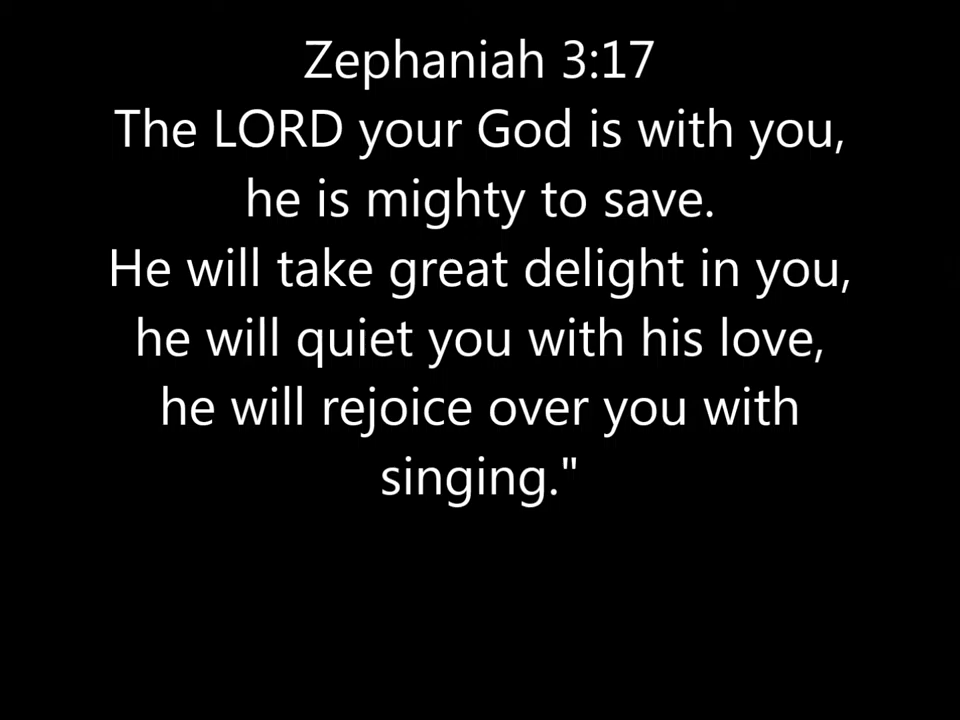 Zephaniah 3:17
The LORD your God is with you,
he is mighty to save.
He will take great delight in you,
he will quiet you with his love,
he will rejoice over you with
singing."